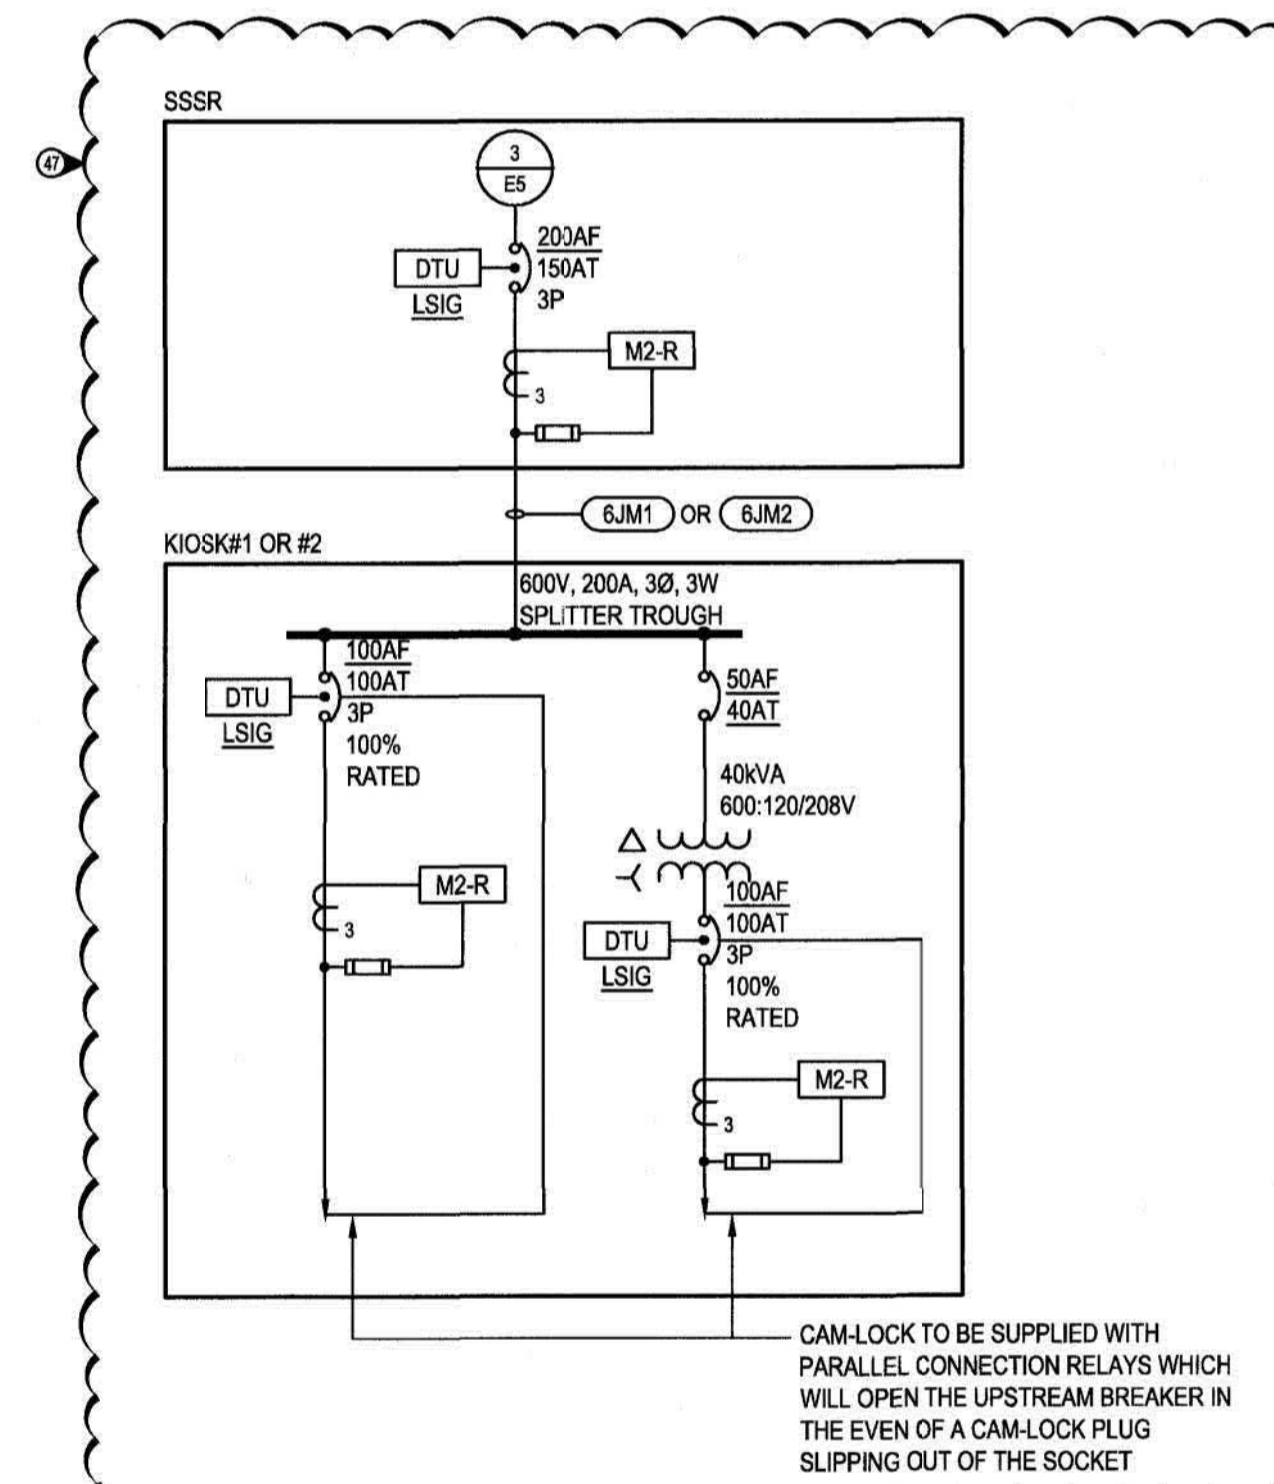 SSSR
47
3
E5
200AF
150AT
3P
DTU
LSIG
M2-R
3
6JM1 OR 6JM2
KIOSK#1 OR #2
600V, 200A, 3Ø, 3W
SPLITTER TROUGH
100AF
100AT
3P
100%
RATED
DTU
LSIG
M2-R
3
50AF
40AT
40kVA
600:120/208V
100AF
100AT
3P
100%
RATED
DTU
LSIG
M2-R
3
CAM-LOCK TO BE SUPPLIED WITH
PARALLEL CONNECTION RELAYS WHICH
WILL OPEN THE UPSTREAM BREAKER IN
THE EVEN OF A CAM-LOCK PLUG
SLIPPING OUT OF THE SOCKET